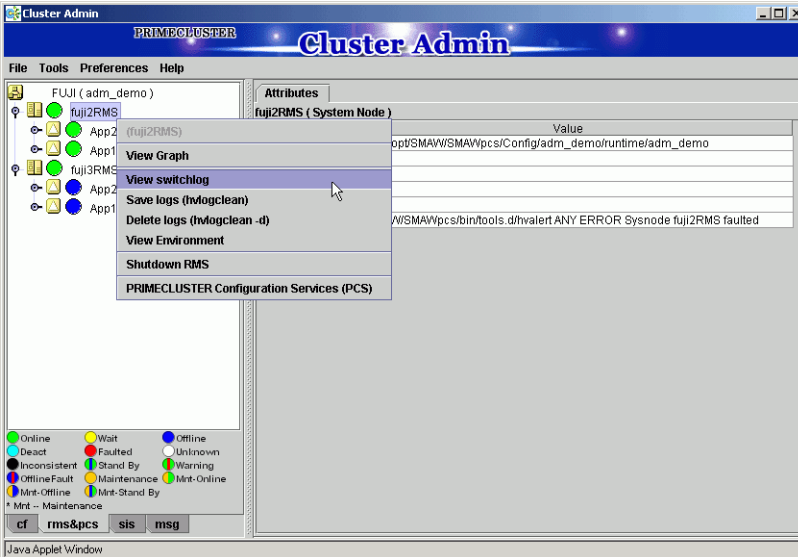 Cluster Admin
PRIMECLUSTER
Cluster Admin
File Tools Preferences Help
FUJI ( adm_demo )
fuji2RMS
App2
App1
fuji3RMS
App2
App1
(fuji2RMS)
View Graph
View switchlog
Save logs (hvlogclean)
Delete logs (hvlogclean -d)
View Environment
Shutdown RMS
PRIMECLUSTER Configuration Services (PCS)
Attributes
fuji2RMS ( System Node )
Value
opt/SMAW/SMAWpcs/Config/adm_demo/runtime/adm_demo
W/SMAWpcs/bin/tools.d/hvalert ANY ERROR Sysnode fuji2RMS faulted
Online Wait Offline
Deact Faulted Unknown
Inconsistent Stand By Warning
OfflineFault Maintenance Mnt-Online
Mnt-Offline Mnt-Stand By
* Mnt -- Maintenance
cf rms&pcs sis msg
Java Applet Window